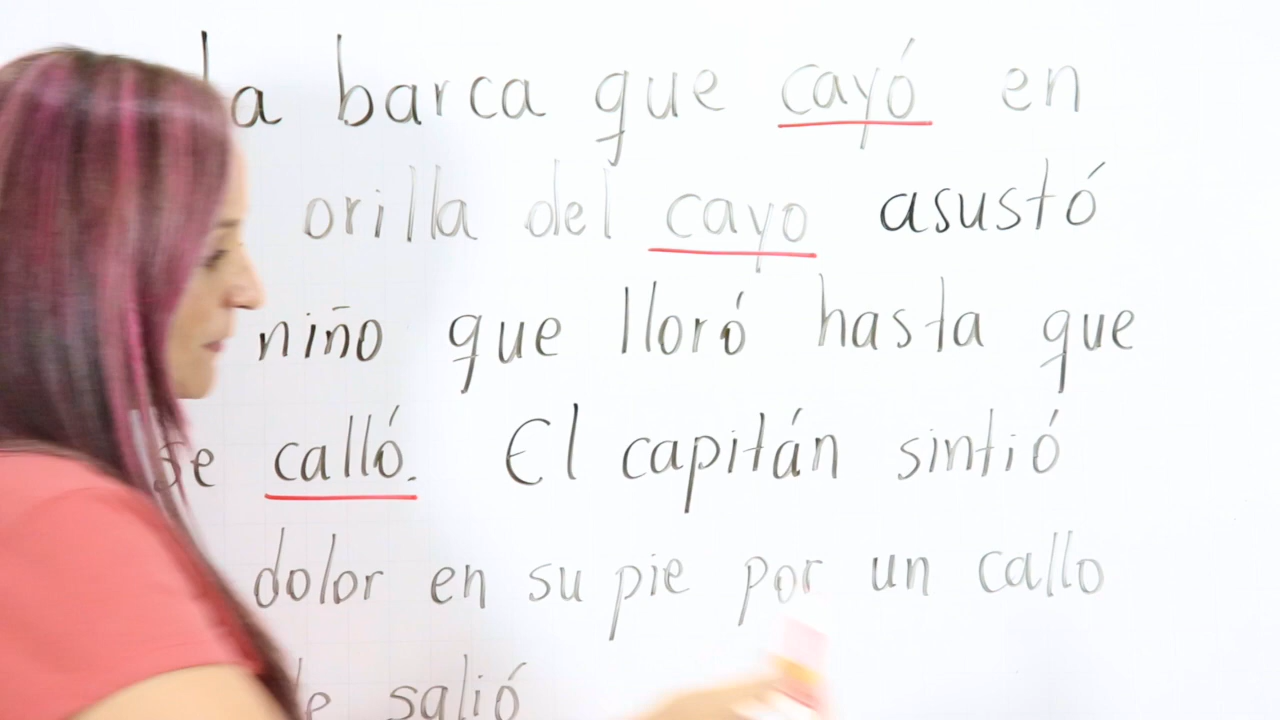 La barca que cayó en
orilla del cayo asustó
niño que lloró hasta que
se calló. El capitán sintió
dolor en su pie por un callo
salió